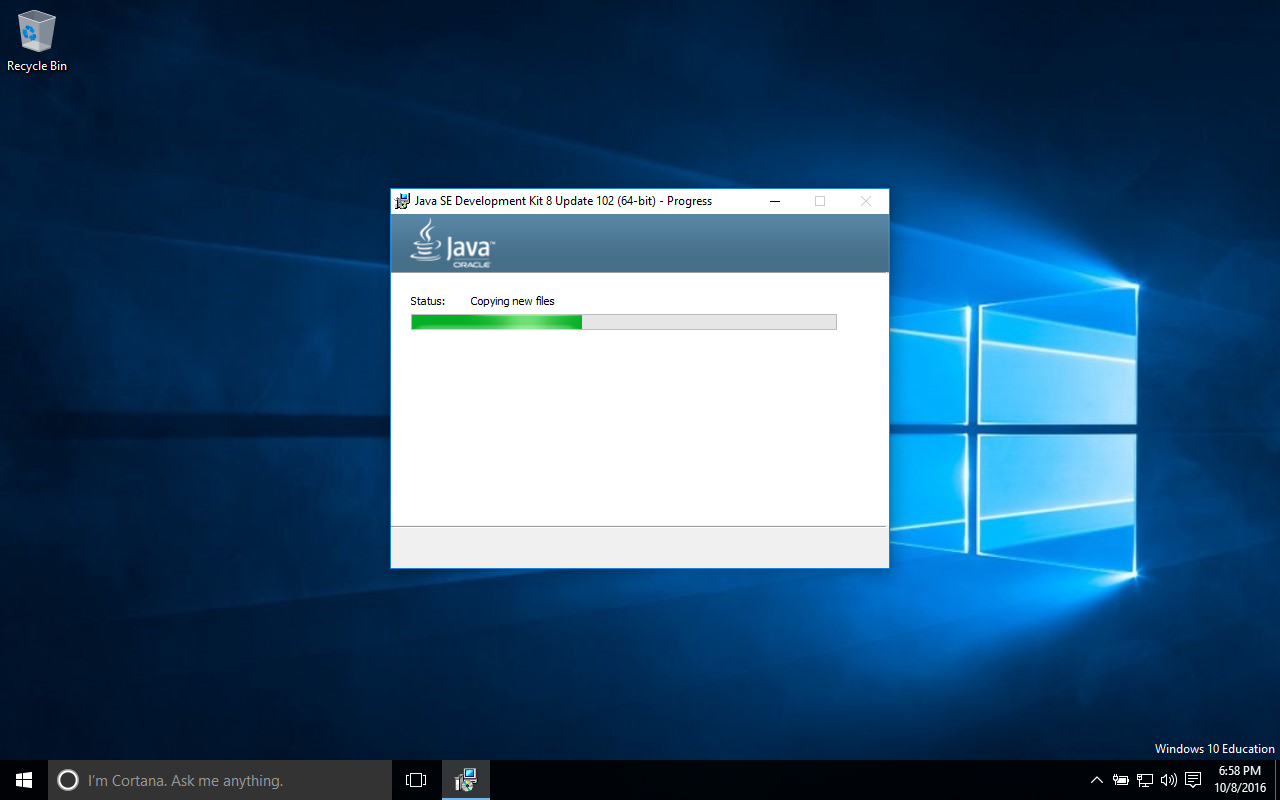 Recycle Bin
Java SE Development Kit 8 Update 102 (64-bit) - Progress
Java™
ORACLE
Status: Copying new files
Windows 10 Education
I'm Cortana. Ask me anything.
6:58 PM
10/8/2016